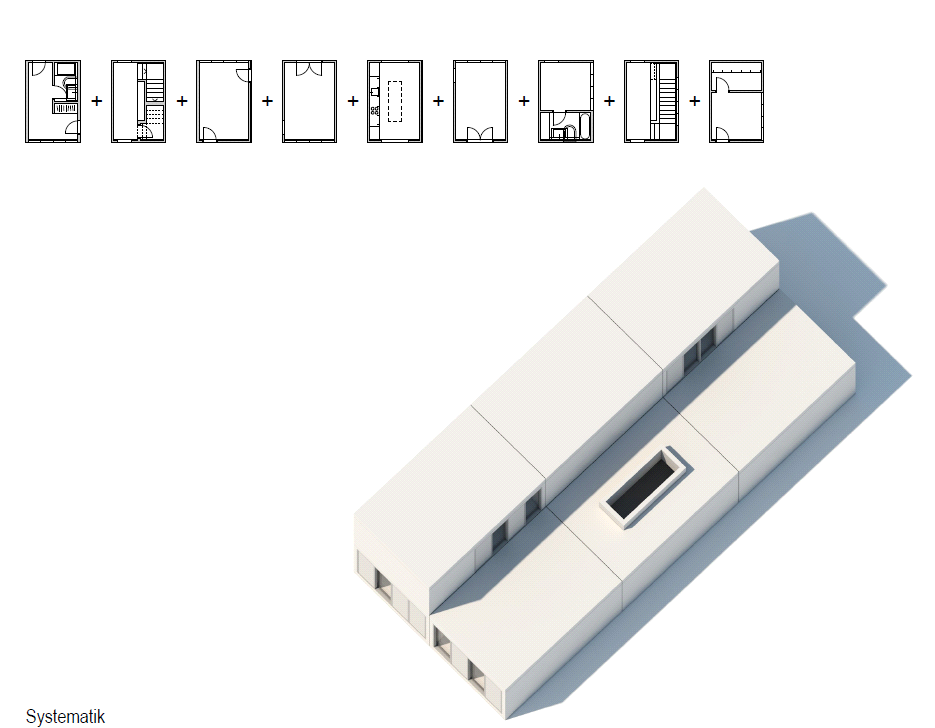 + + + + + + + +
Systematik